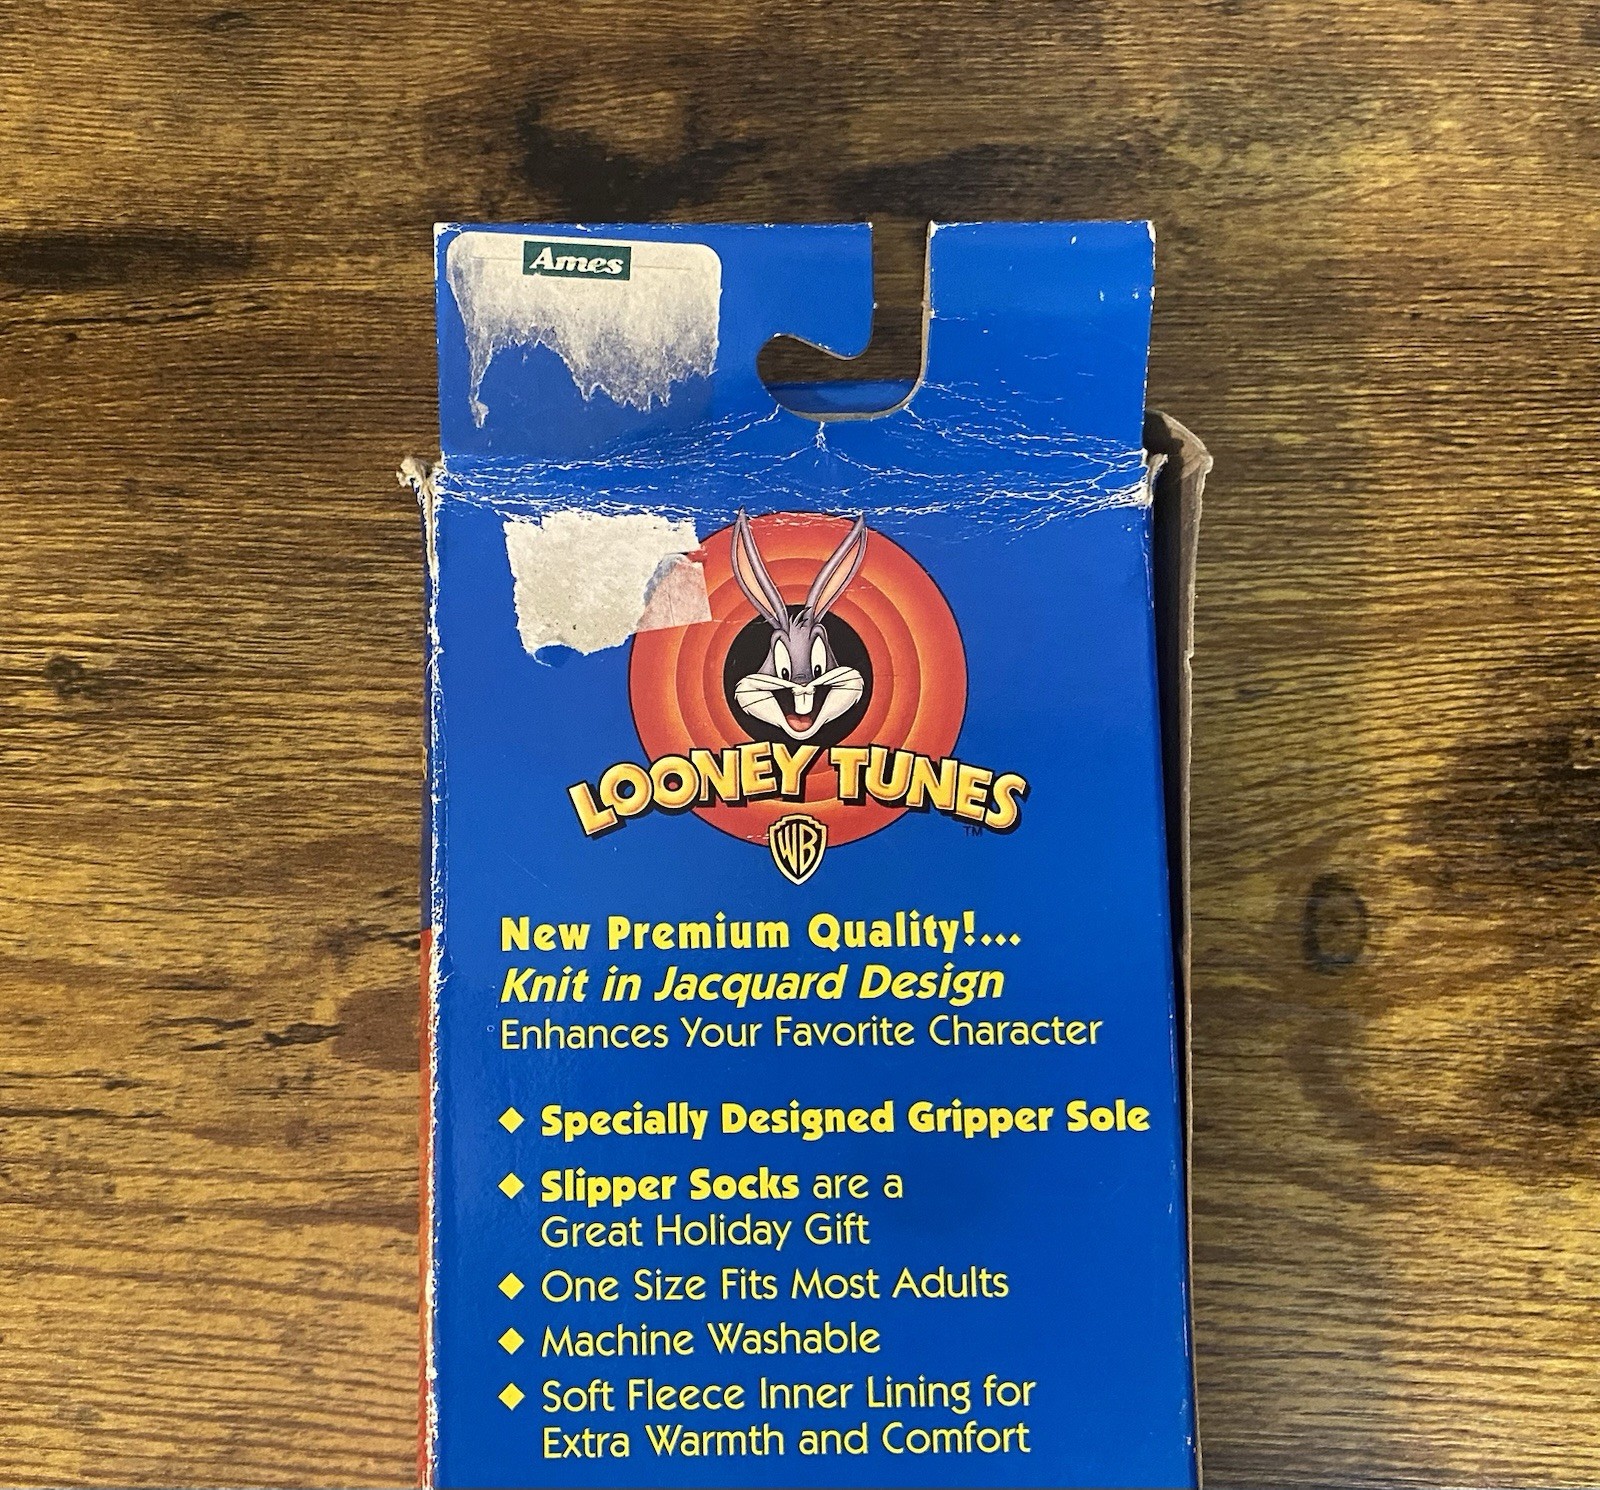 Ames
LOONEY TUNES
TM
WB
New Premium Quality!...
Knit in Jacquard Design
Enhances Your Favorite Character
◆ Specially Designed Gripper Sole
◆ Slipper Socks are a
Great Holiday Gift
◆ One Size Fits Most Adults
◆ Machine Washable
◆ Soft Fleece Inner Lining for
Extra Warmth and Comfort